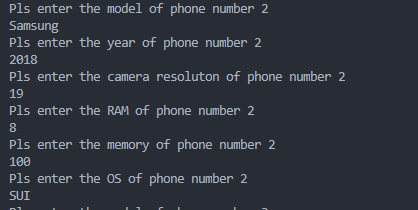 Pls enter the model of phone number 2
Samsung
Pls enter the year of phone number 2
2018
Pls enter the camera resoluton of phone number 2
19
Pls enter the RAM of phone number 2
8
Pls enter the memory of phone number 2
100
Pls enter the OS of phone number 2
SUI